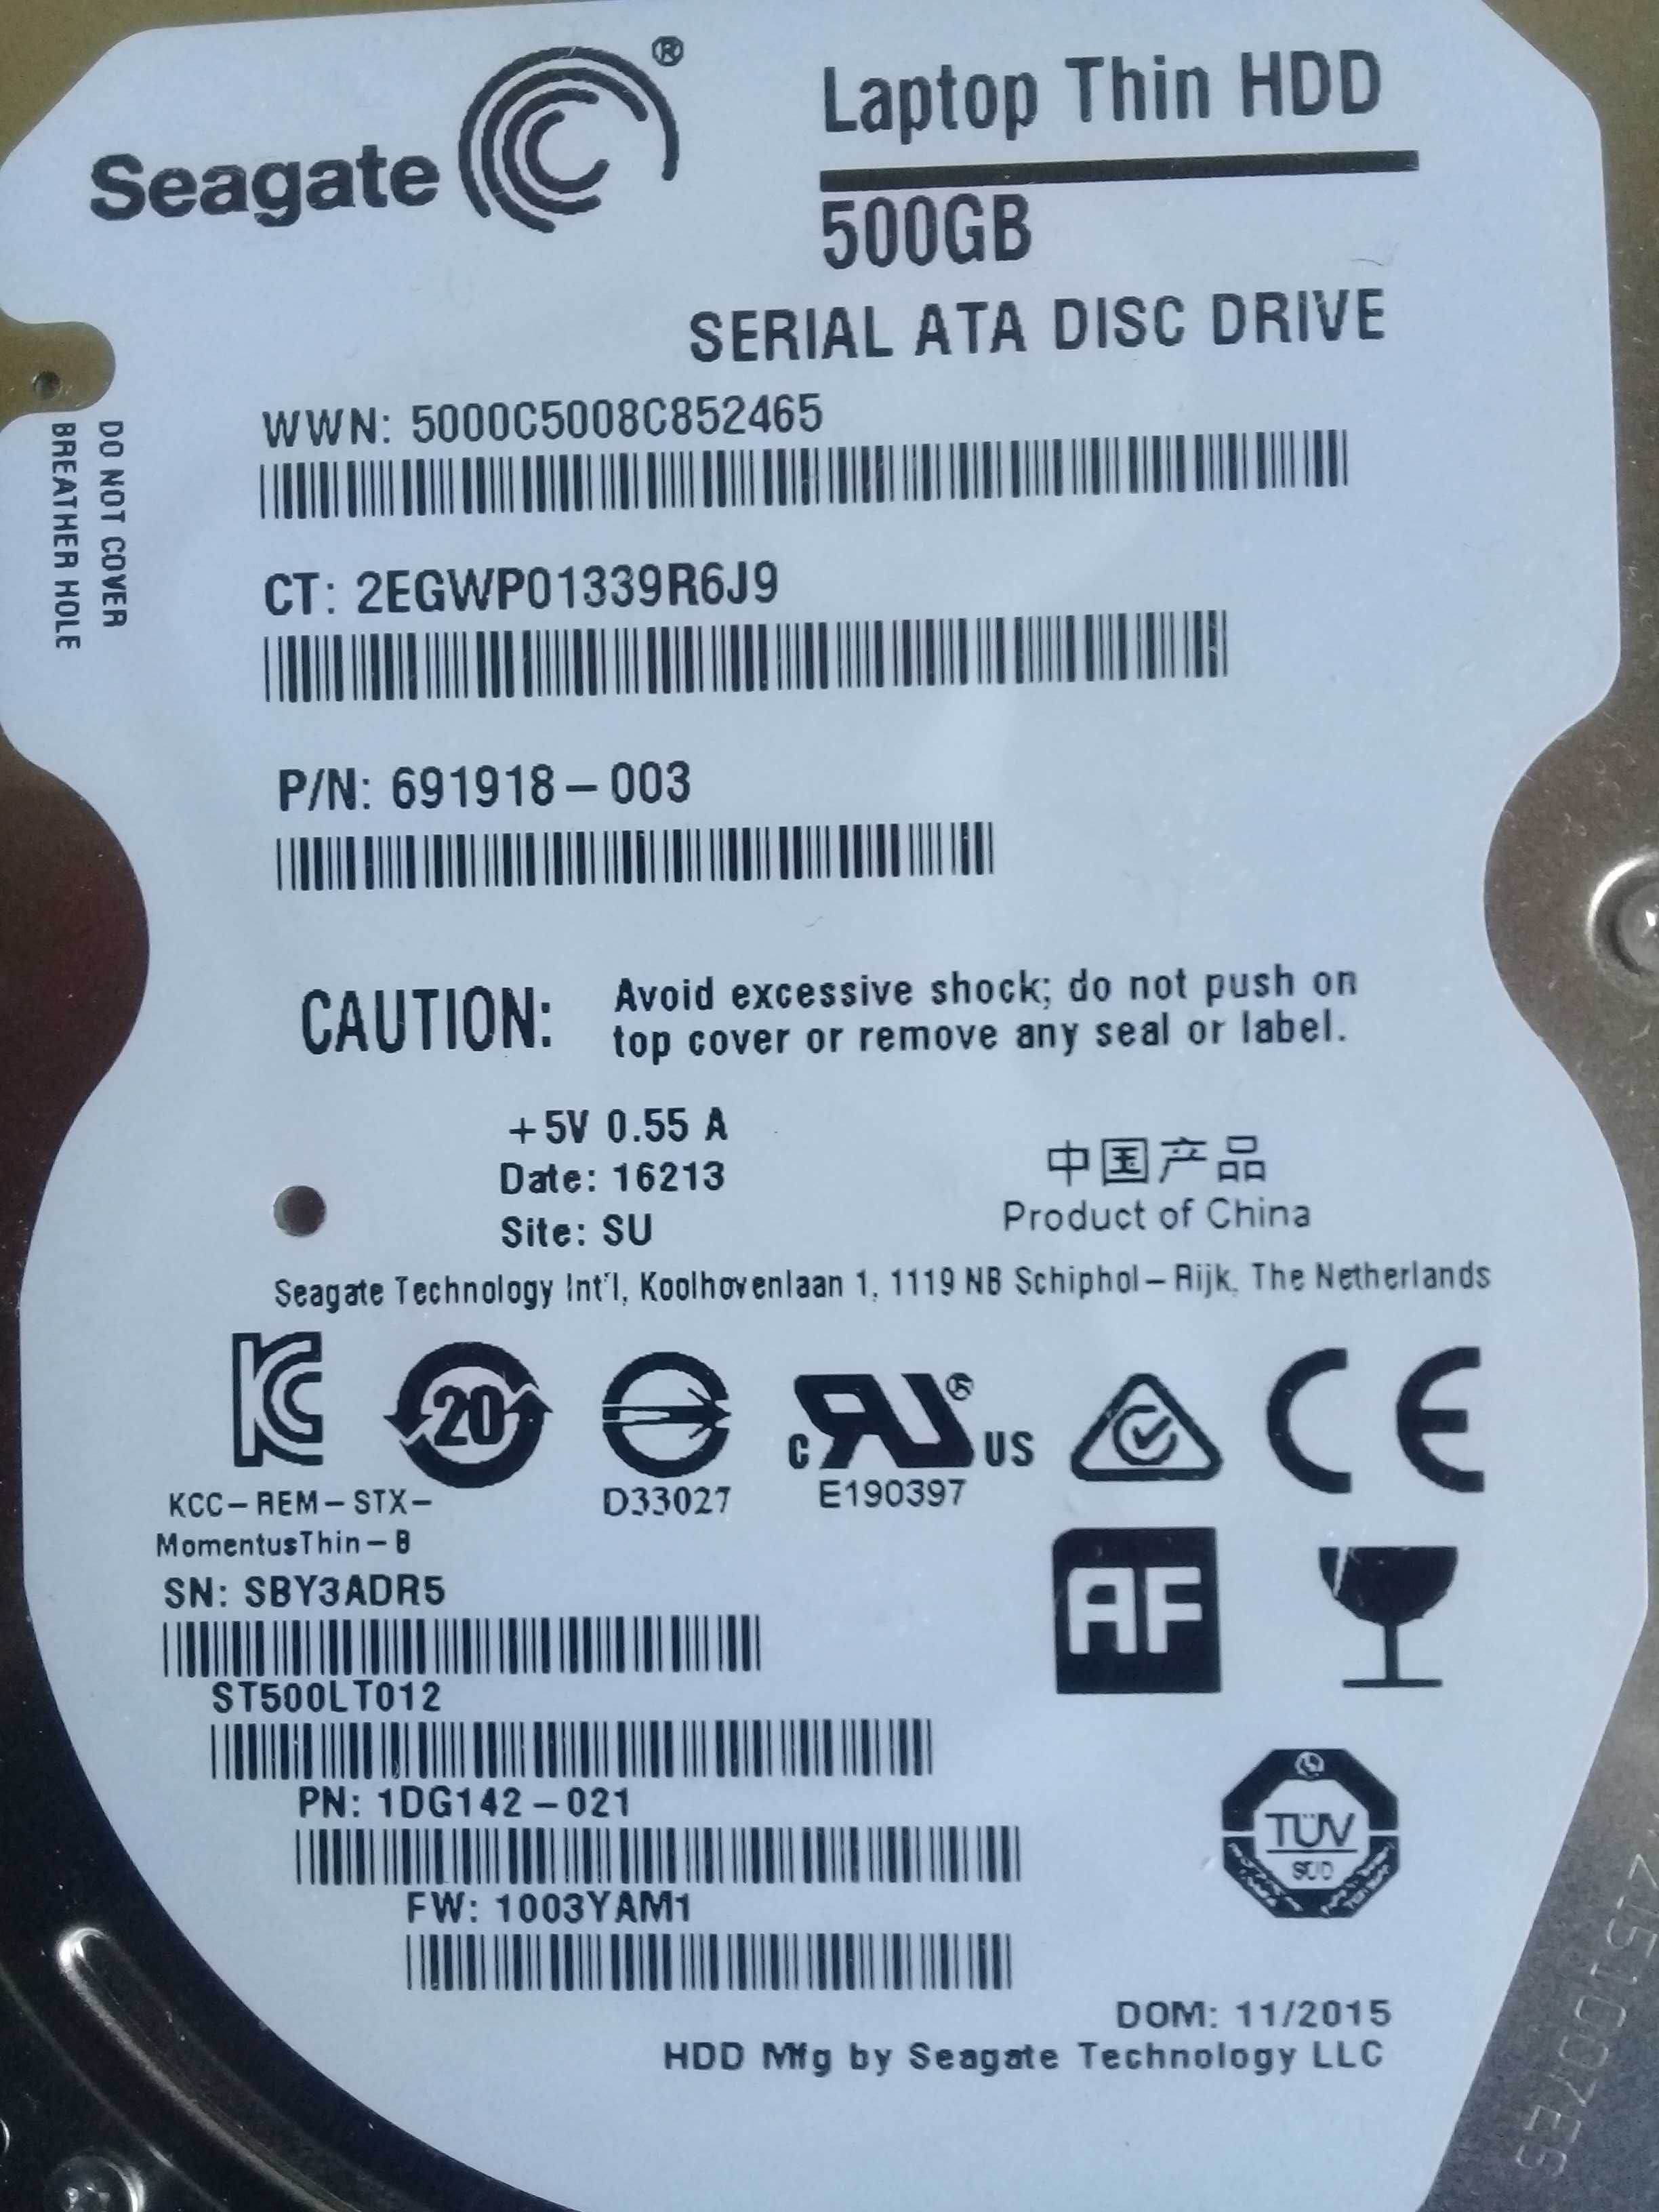 Seagate ®
Laptop Thin HDD
500GB
SERIAL ATA DISC DRIVE
DO NOT COVER
BREATHER HOLE
WWN: 5000C5008C852465
CT: 2EGWP01339R6J9
P/N: 691918-003
CAUTION: Avoid excessive shock; do not push on
top cover or remove any seal or label.
+5V 0.55 A
Date: 16213
Site: SU
中国产品
Product of China
Seagate Technology Int'l, Koolhovenlaan 1, 1119 NB Schiphol-Rijk, The Netherlands
20
D33027
c RU ® US
E190397
CE
KCC-REM-STX-
MomentusThin-B
AF
SN: SBY3ADR5
ST500LT012
PN: 1DG142-021
FW: 1003YAM1
TÜV
SÜD
DOM: 11/2015
HDD Mfg by Seagate Technology LLC